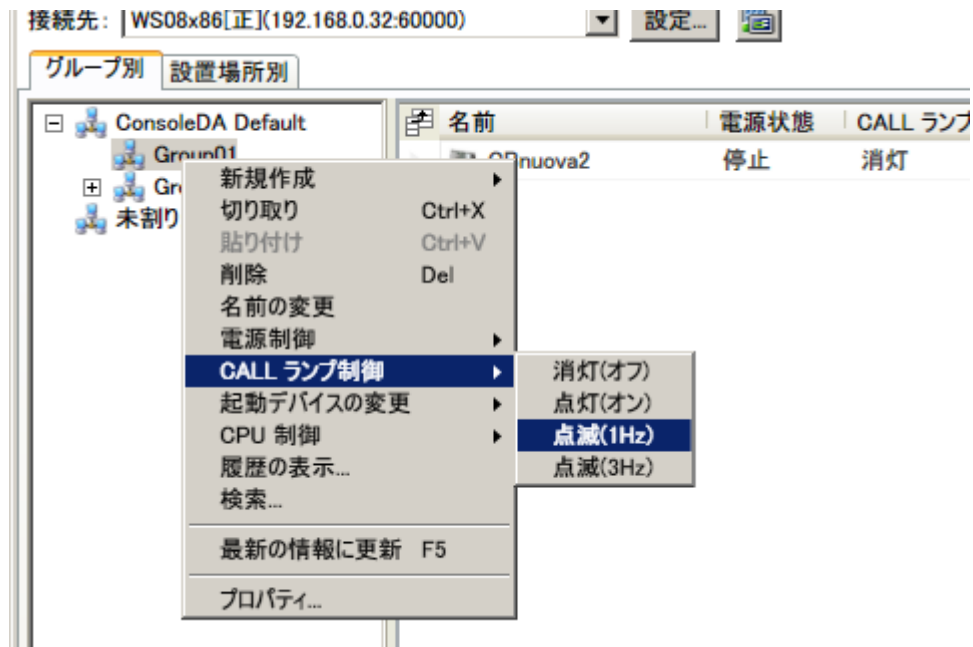 接続先: WS08x86[正](192.168.0.32:60000) 設定...
グループ別 設置場所別
ConsoleDA Default
名前 電源状態 CALL ランプ
Group01
nuova2 停止 消灯
Gr
未割り
新規作成
切り取り Ctrl+X
貼り付け Ctrl+V
削除 Del
名前の変更
電源制御
CALL ランプ制御
消灯(オフ)
起動デバイスの変更
点灯(オン)
CPU 制御
点滅(1Hz)
履歴の表示...
点滅(3Hz)
検索...
最新の情報に更新 F5
プロパティ...